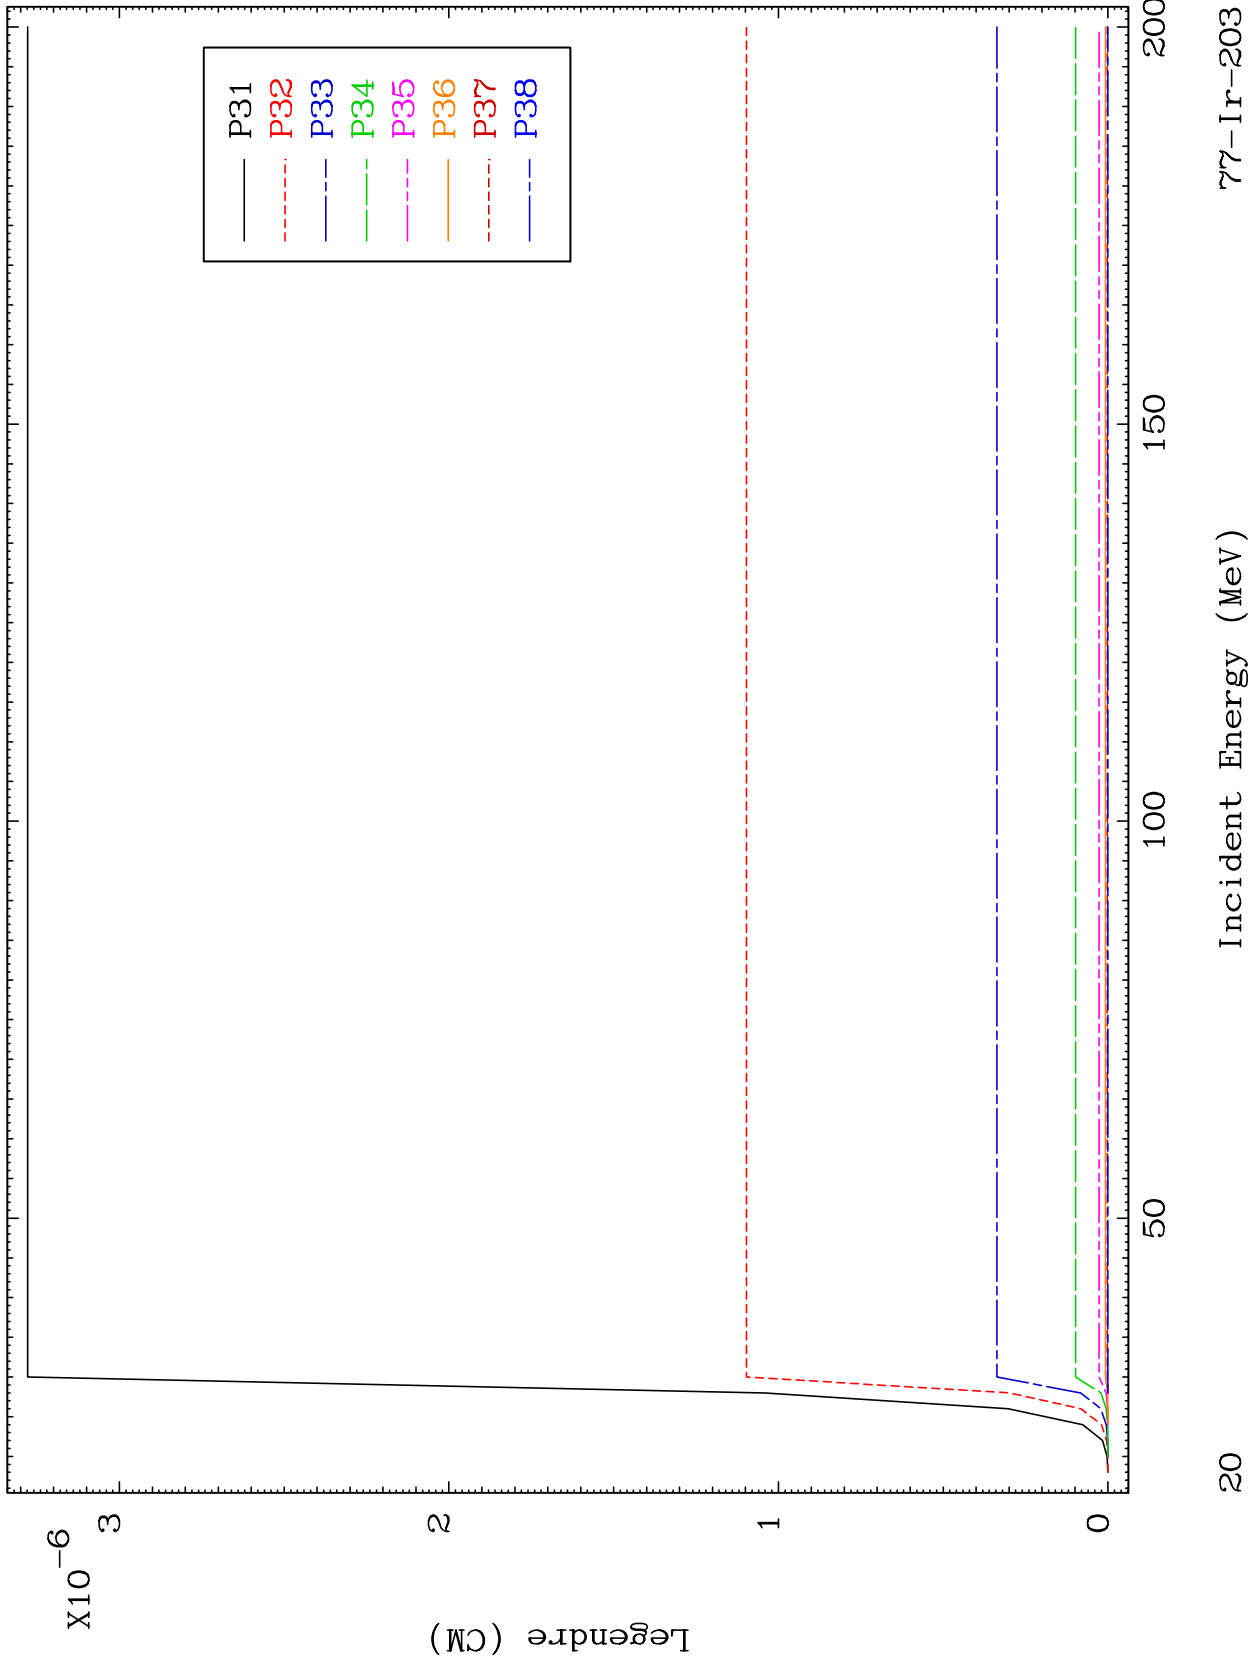 X10-6
3
2
1
0
Legendre (CM)
P31
P32
P33
P34
P35
P36
P37
P38
50
100
150
200
20
Incident Energy (MeV)
77-Ir-203